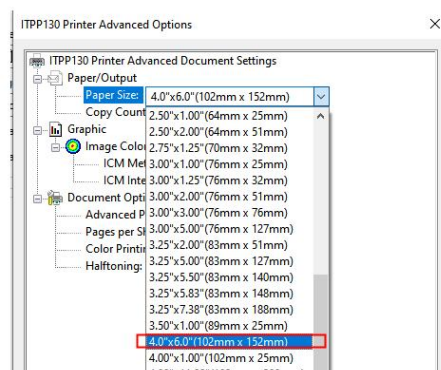 ITPP130 Printer Advanced Options
ITPP130 Printer Advanced Document Settings
Paper/Output
Paper Size: 4.0"x6.0"(102mm x 152mm)
Copy Count
2.50"x1.00"(64mm x 25mm)
Graphic
2.50"x2.00"(64mm x 51mm)
Image Color
2.75"x1.25"(70mm x 32mm)
ICM Met
3.00"x1.00"(76mm x 25mm)
ICM Inte
3.00"x1.25"(76mm x 32mm)
Document Opti
3.00"x2.00"(76mm x 51mm)
Advanced P
3.00"x3.00"(76mm x 76mm)
Pages per Sh
3.00"x5.00"(76mm x 127mm)
Color Printin
3.25"x2.00"(83mm x 51mm)
Halftoning:
3.25"x5.00"(83mm x 127mm)
3.25"x5.50"(83mm x 140mm)
3.25"x5.83"(83mm x 148mm)
3.25"x7.38"(83mm x 188mm)
3.50"x1.00"(89mm x 25mm)
4.0"x6.0"(102mm x 152mm)
4.00"x1.00"(102mm x 25mm)